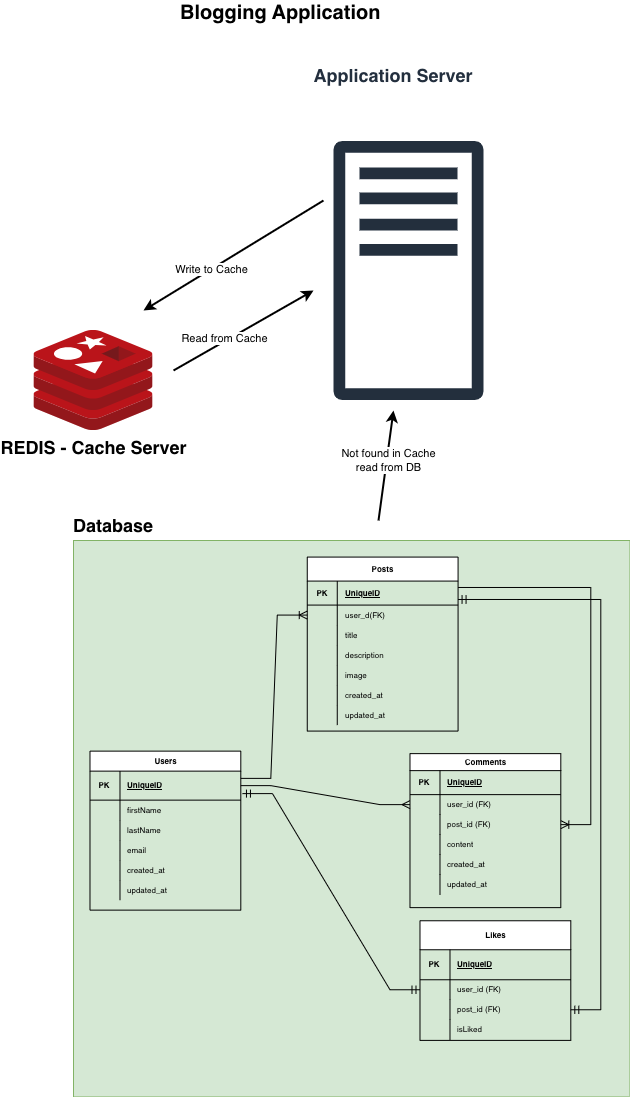 Blogging Application
Application Server
Write to Cache
Read from Cache
REDIS - Cache Server
Not found in Cache
read from DB
Database
Posts
PK UniqueID
user_d(FK)
title
description
image
created_at
updated_at
Users
PK UniqueID
firstName
lastName
email
created_at
updated_at
Comments
PK UniqueID
user_id (FK)
post_id (FK)
content
created_at
updated_at
Likes
PK UniqueID
user_id (FK)
post_id (FK)
isLiked